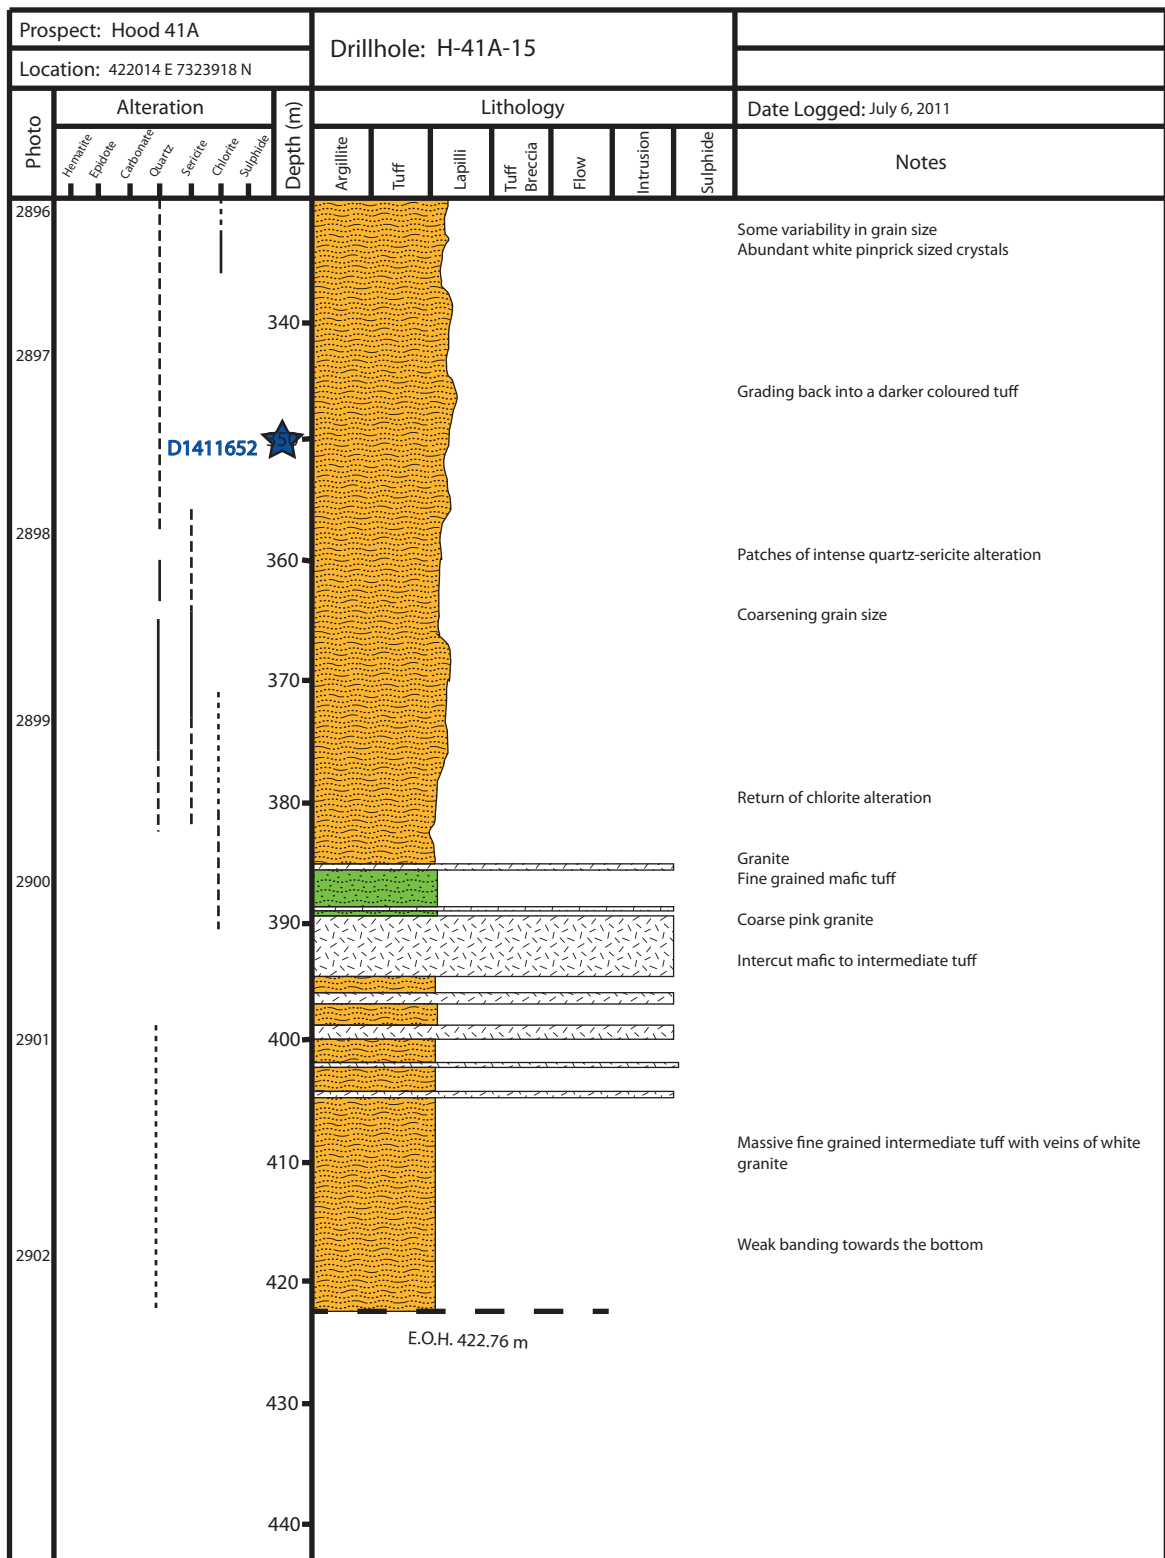 Prospect: Hood 41A
Location: 422014 E 7323918 N
Drillhole: H-41A-15
Photo
Alteration
Hematite
Epidote
Carbonate
Quartz
Sericite
Chlorite
Sulphide
Depth (m)
Lithology
Argillite
Tuff
Lapilli
Tuff
Breccia
Flow
Intrusion
Sulphide
Date Logged: July 6, 2011
Notes
2896
Some variability in grain size
Abundant white pinprick sized crystals
340
2897
Grading back into a darker coloured tuff
D1411652
350
2898
360
Patches of intense quartz-sericite alteration
Coarsening grain size
370
2899
380
Return of chlorite alteration
Granite
2900
Fine grained mafic tuff
390
Coarse pink granite
Intercut mafic to intermediate tuff
2901
400
Massive fine grained intermediate tuff with veins of white
granite
410
Weak banding towards the bottom
2902
420
E.O.H. 422.76 m
430
440